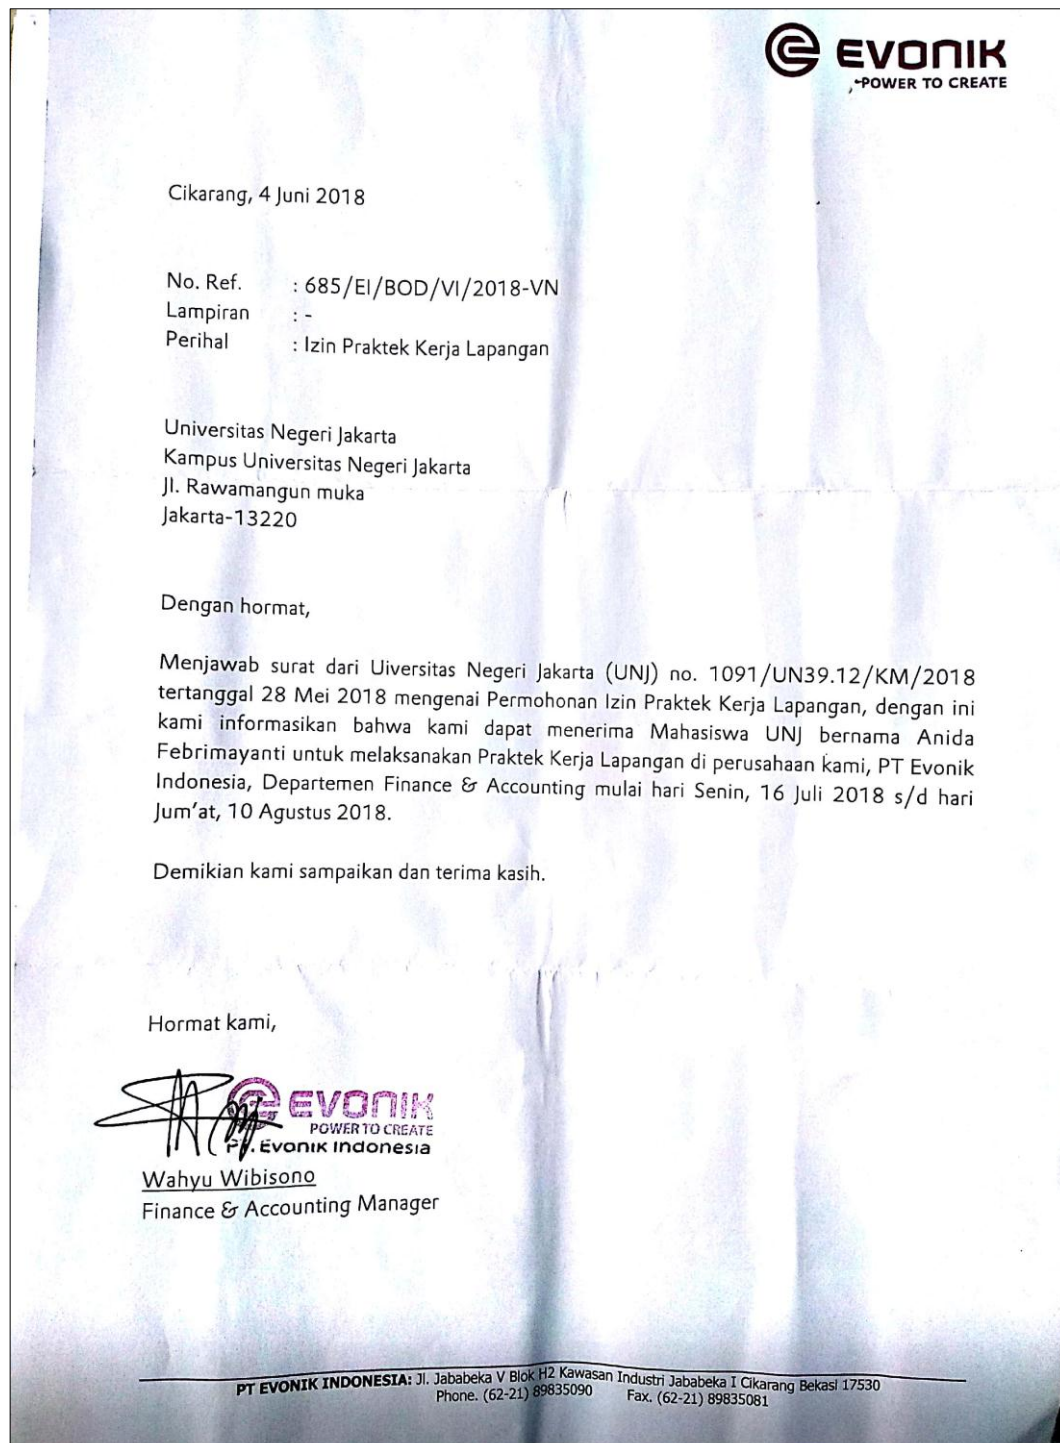 EVONIK
POWER TO CREATE
Cikarang, 4 Juni 2018
No. Ref. : 685/EI/BOD/VI/2018-VN
Lampiran : -
Perihal : Izin Praktek Kerja Lapangan
Universitas Negeri Jakarta
Kampus Universitas Negeri Jakarta
Jl. Rawamangun muka
Jakarta-13220
Dengan hormat,
Menjawab surat dari Uiversitas Negeri Jakarta (UNJ) no. 1091/UN39.12/KM/2018
tertanggal 28 Mei 2018 mengenai Permohonan Izin Praktek Kerja Lapangan, dengan ini
kami informasikan bahwa kami dapat menerima Mahasiswa UNJ bernama Anida
Febrimayanti untuk melaksanakan Praktek Kerja Lapangan di perusahaan kami, PT Evonik
Indonesia, Departemen Finance & Accounting mulai hari Senin, 16 Juli 2018 s/d hari
Jum'at, 10 Agustus 2018.
Demikian kami sampaikan dan terima kasih.
Hormat kami,
EVONIK
POWER TO CREATE
PT. Evonik Indonesia
Wahyu Wibisono
Finance & Accounting Manager
PT EVONIK INDONESIA: Jl. Jababeka V Blok H2 Kawasan Industri Jababeka I Cikarang Bekasi 17530
Phone. (62-21) 89835090 Fax. (62-21) 89835081